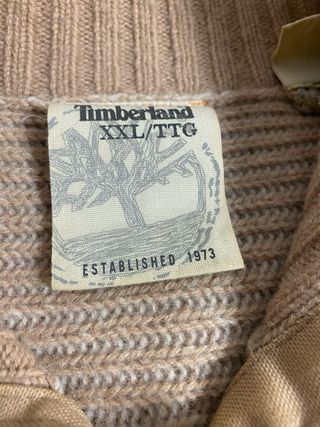 Timberland
XXL/TTG
ESTABLISHED 1973